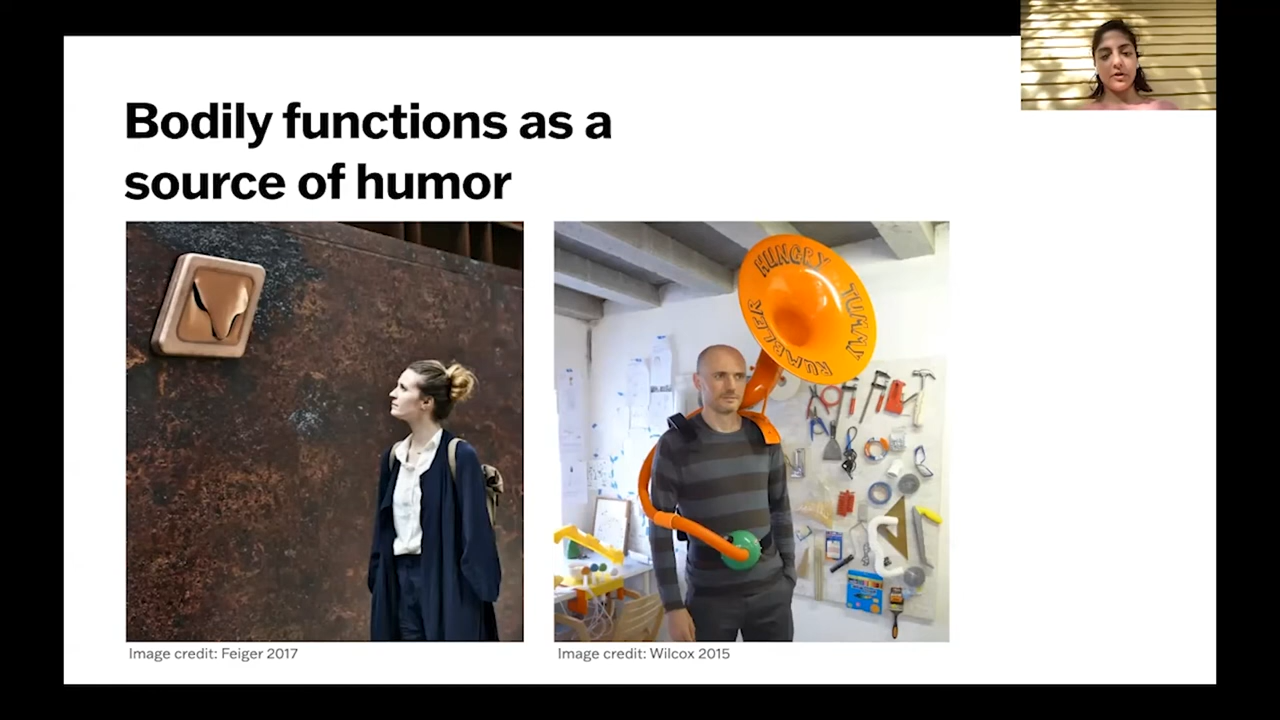 Bodily functions as a
source of humor
HUNGRY
TUMMY
RUMBLER
Image credit: Feiger 2017
Image credit: Wilcox 2015